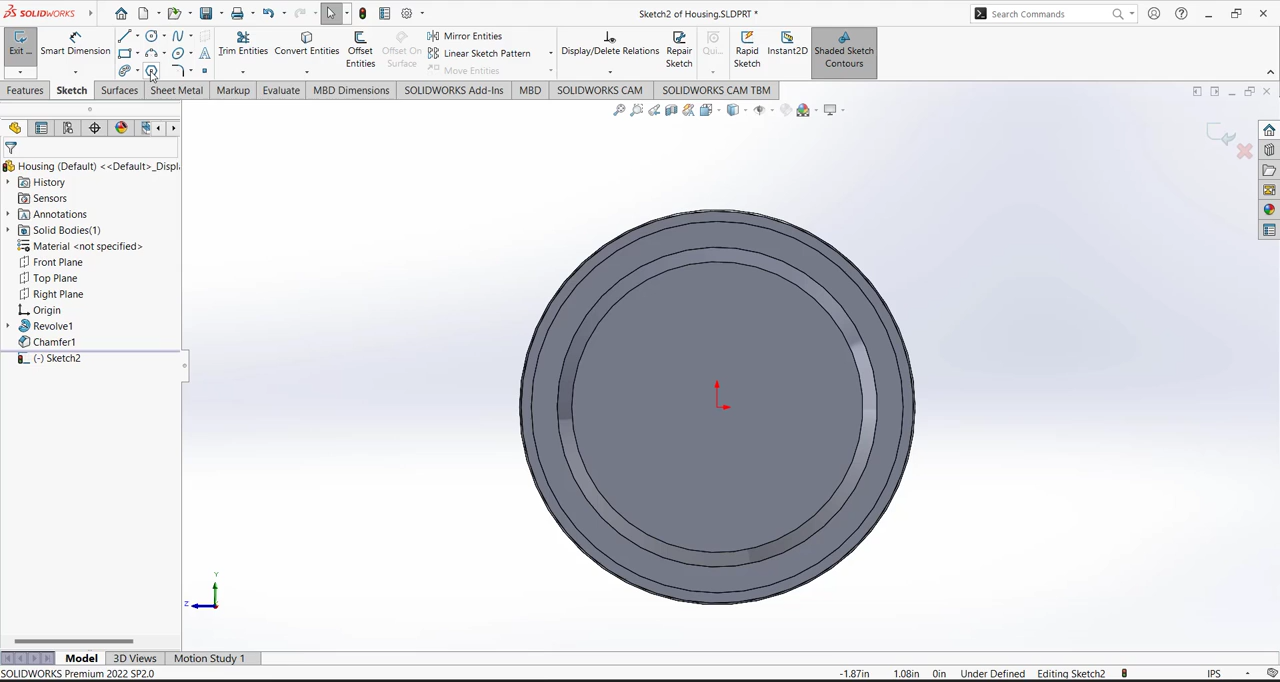 SOLIDWORKS
Sketch2 of Housing.SLDPRT *
Search Commands
Exit ...
Smart Dimension
Trim Entities
Convert Entities
Offset Entities
Offset On Surface
Mirror Entities
Linear Sketch Pattern
Move Entities
Display/Delete Relations
Repair Sketch
Qui...
Rapid Sketch
Instant2D
Shaded Sketch Contours
Features
Sketch
Surfaces
Sheet Metal
Markup
Evaluate
MBD Dimensions
SOLIDWORKS Add-Ins
MBD
SOLIDWORKS CAM
SOLIDWORKS CAM TBM
Housing (Default) <<Default>_Displ
History
Sensors
Annotations
Solid Bodies(1)
Material <not specified>
Front Plane
Top Plane
Right Plane
Origin
Revolve1
Chamfer1
(-) Sketch2
Y
Z
Model
3D Views
Motion Study 1
SOLIDWORKS Premium 2022 SP2.0
-1.87in
1.08in
0in
Under Defined
Editing Sketch2
IPS